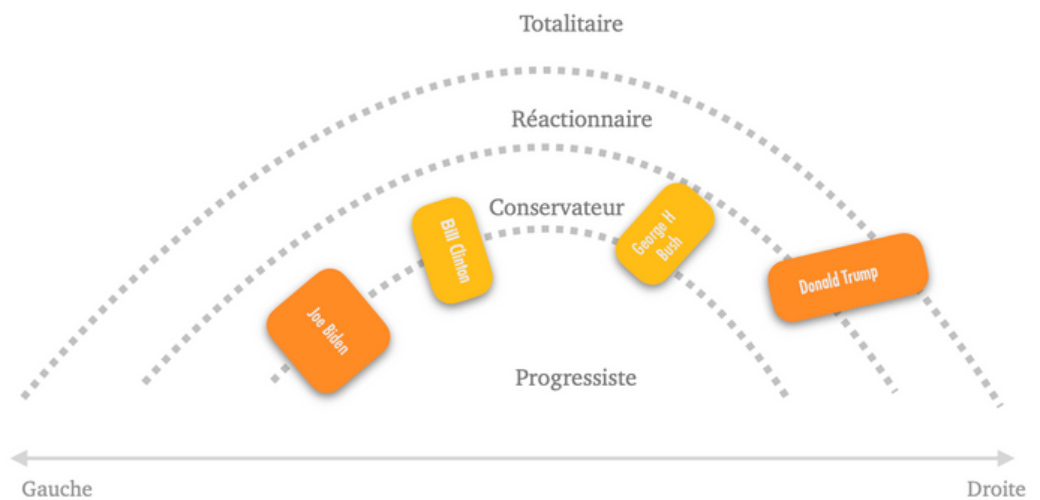 Totalitaire
Réactionnaire
Conservateur
Bill Clinton
George H
Bush
Donald Trump
Joe Biden
Progressiste
Gauche
Droite